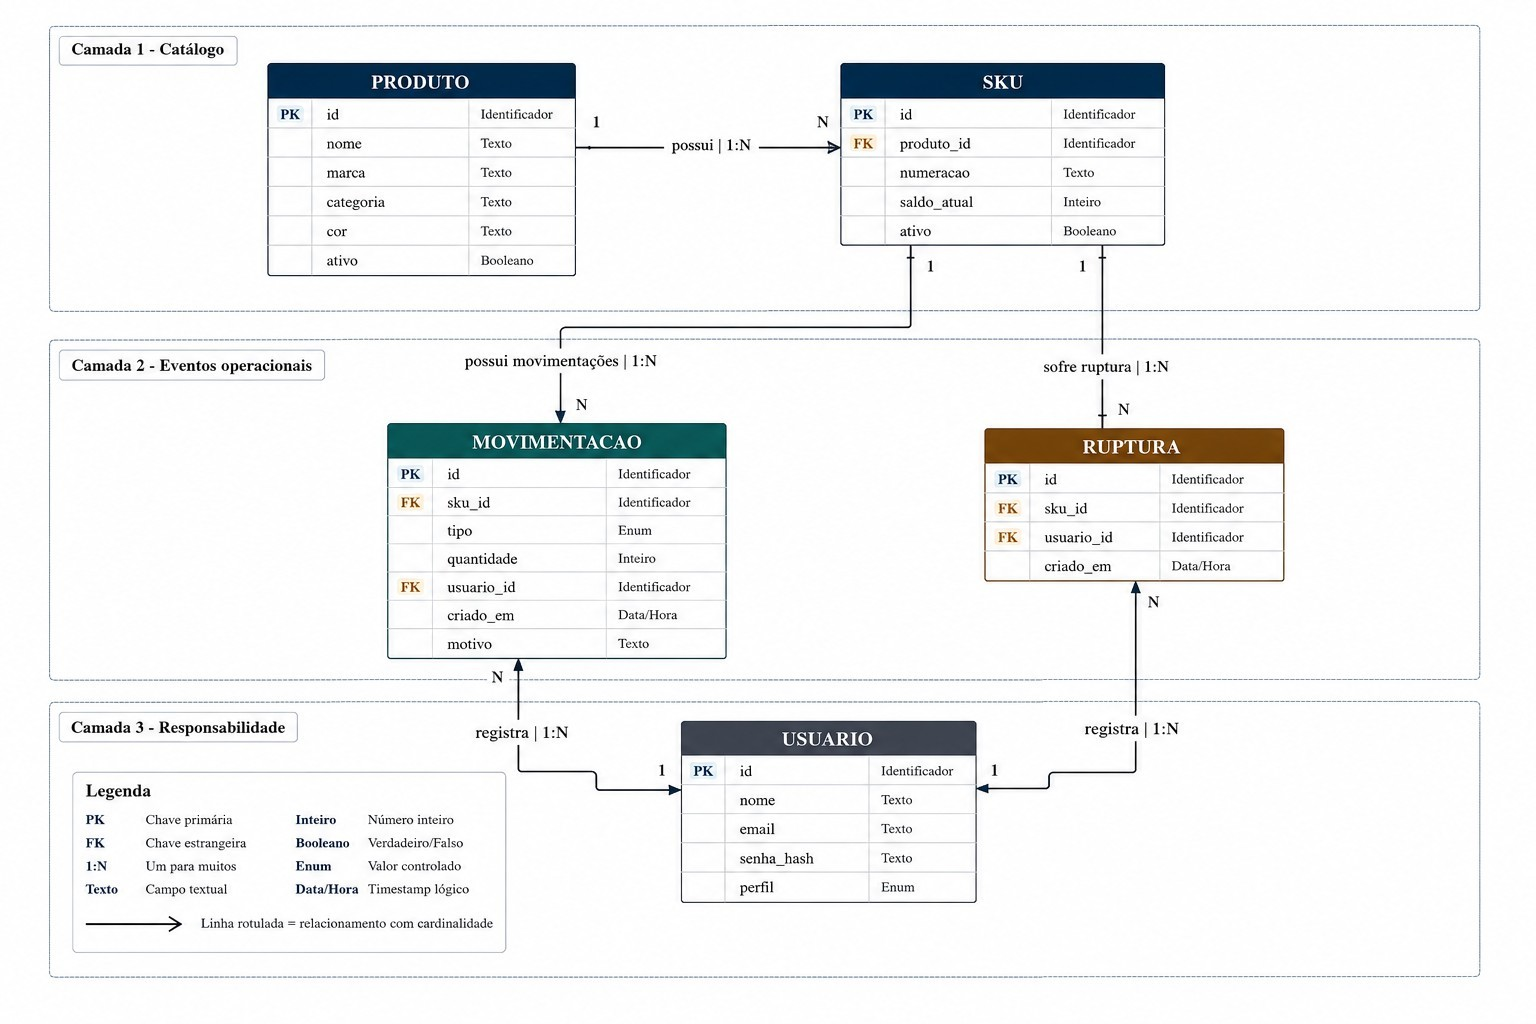 Camada 1 - Catálogo
PRODUTO
PK id Identificador
nome Texto
marca Texto
categoria Texto
cor Texto
ativo Booleano
1
possui | 1:N
N
SKU
PK id Identificador
FK produto_id Identificador
numeracao Texto
saldo_atual Inteiro
ativo Booleano
1
1
Camada 2 - Eventos operacionais
possui movimentações | 1:N
N
sofre ruptura | 1:N
N
MOVIMENTACAO
PK id Identificador
FK sku_id Identificador
tipo Enum
quantidade Inteiro
FK usuario_id Identificador
criado_em Data/Hora
motivo Texto
N
RUPTURA
PK id Identificador
FK sku_id Identificador
FK usuario_id Identificador
criado_em Data/Hora
N
Camada 3 - Responsabilidade
registra | 1:N
1
USUARIO
PK id Identificador
nome Texto
email Texto
senha_hash Texto
perfil Enum
1
registra | 1:N
Legenda
PK Chave primária Inteiro Número inteiro
FK Chave estrangeira Booleano Verdadeiro/Falso
1:N Um para muitos Enum Valor controlado
Texto Campo textual Data/Hora Timestamp lógico
Linha rotulada = relacionamento com cardinalidade